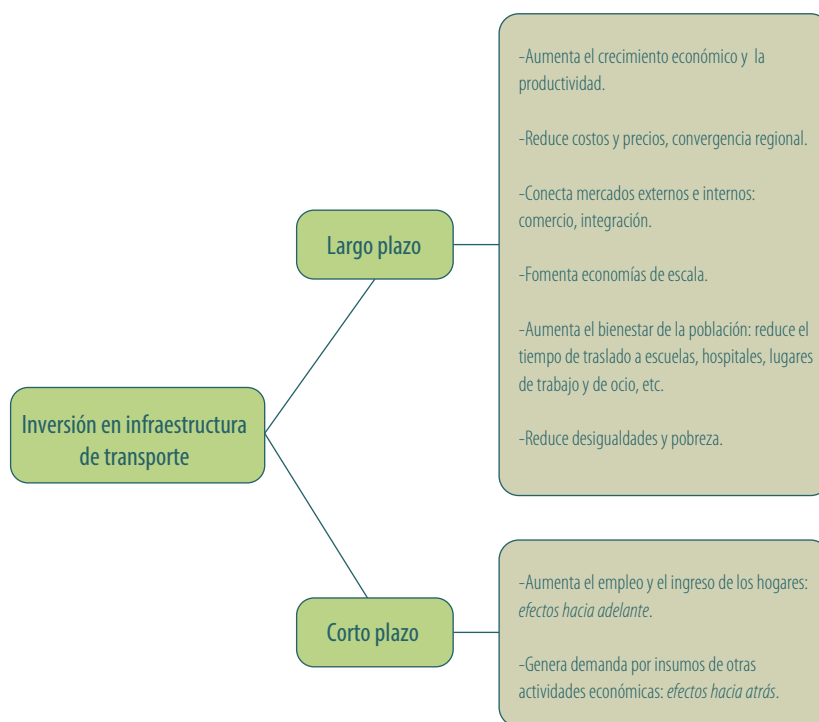 Inversión en infraestructura
de transporte
Largo plazo
-Aumenta el crecimiento económico y la
productividad.
-Reduce costos y precios, convergencia regional.
-Conecta mercados externos e internos:
comercio, integración.
-Fomenta economías de escala.
-Aumenta el bienestar de la población: reduce el
tiempo de traslado a escuelas, hospitales, lugares
de trabajo y de ocio, etc.
-Reduce desigualdades y pobreza.
Corto plazo
-Aumenta el empleo y el ingreso de los hogares:
efectos hacia adelante.
-Genera demanda por insumos de otras
actividades económicas: efectos hacia atrás.